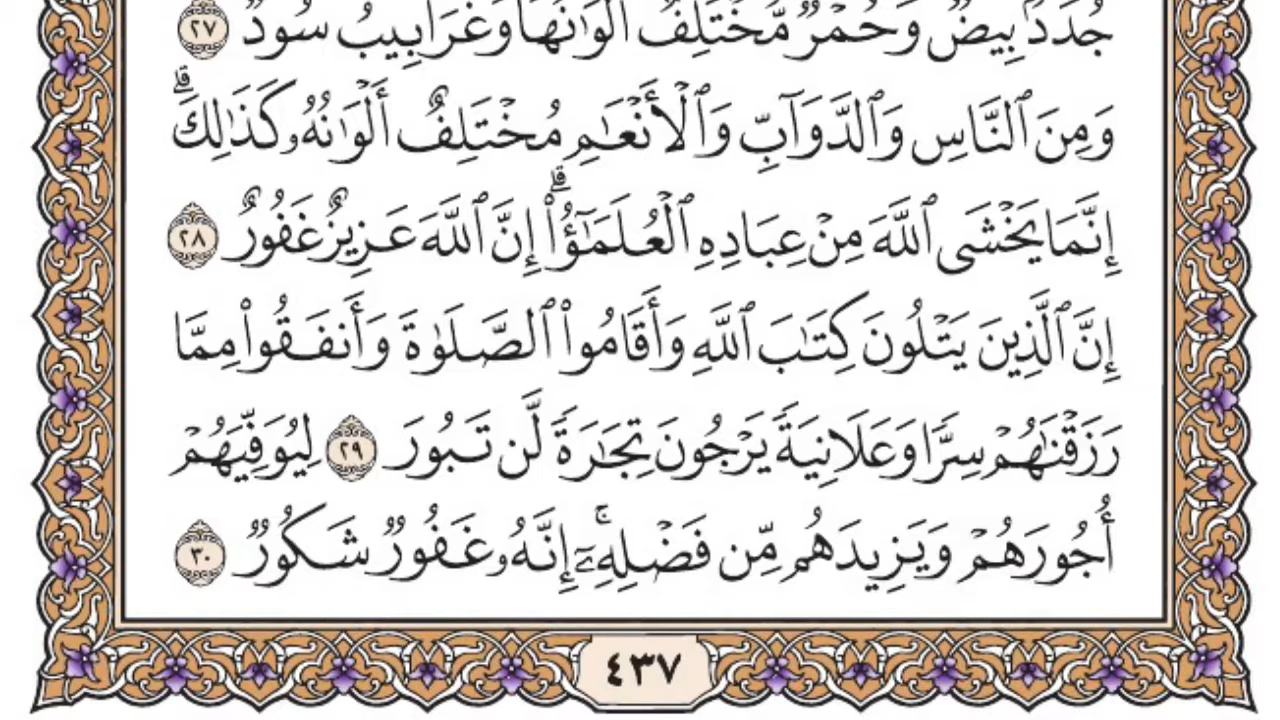 جُدَدٌۢ بِيضٌ وَحُمْرٌ مُّخْتَلِفٌ أَلْوَٰنُهَا وَغَرَابِيبُ سُودٌ ٢٧
وَمِنَ ٱلنَّاسِ وَٱلدَّوَآبِّ وَٱلْأَنْعَٰمِ مُخْتَلِفٌ أَلْوَٰنُهُۥ كَذَٰلِكَۗ
إِنَّمَا يَخْشَى ٱللَّهَ مِنْ عِبَادِهِ ٱلْعُلَمَٰٓؤُا۟ۗ إِنَّ ٱللَّهَ عَزِيزٌ غَفُورٌ ٢٨
إِنَّ ٱلَّذِينَ يَتْلُونَ كِتَٰبَ ٱللَّهِ وَأَقَامُوا۟ ٱلصَّلَوٰةَ وَأَنفَقُوا۟ مِمَّا
رَزَقْنَٰهُمْ سِرًّا وَعَلَانِيَةً يَرْجُونَ تِجَٰرَةً لَّن تَبُورَ ٢٩ لِيُوَفِّيَهُمْ
أُجُورَهُمْ وَيَزِيدَهُم مِّن فَضْلِهِۦٓۚ إِنَّهُۥ غَفُورٌ شَكُورٌ ٣٠
٤٣٧